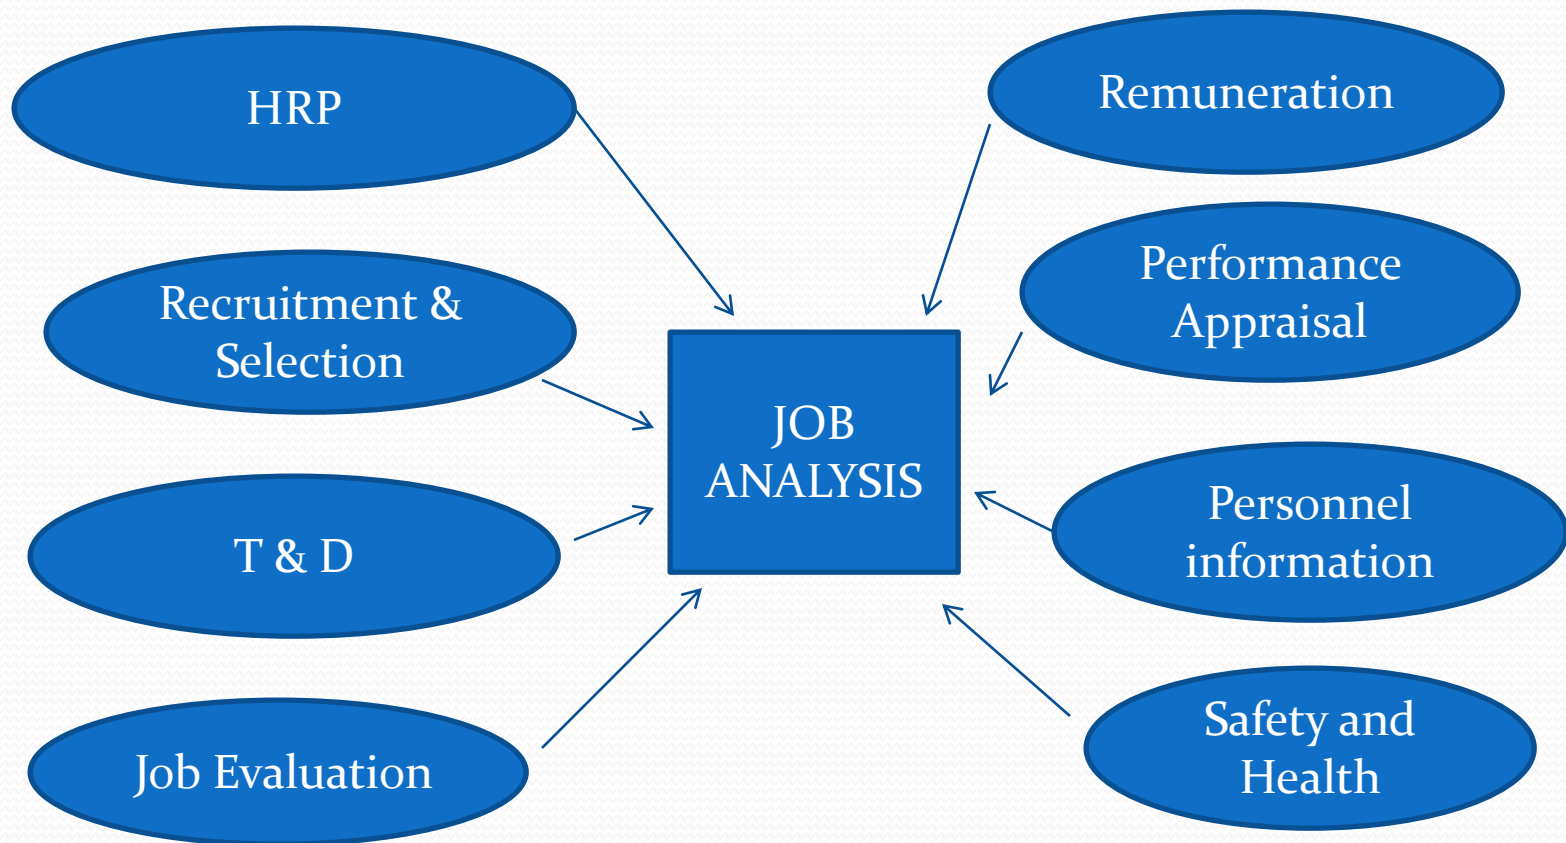 HRP
Recruitment &
Selection
T & D
Job Evaluation
JOB
ANALYSIS
Remuneration
Performance
Appraisal
Personnel
information
Safety and
Health